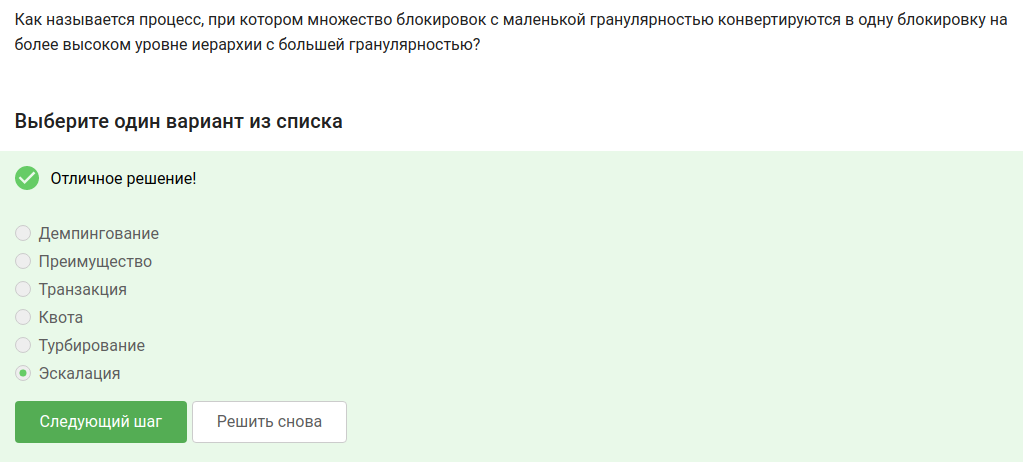 Как называется процесс, при котором множество блокировок с маленькой гранулярностью конвертируются в одну блокировку на
более высоком уровне иерархии с большей гранулярностью?
Выберите один вариант из списка
Отличное решение!
Демпингование
Преимущество
Транзакция
Квота
Турбирование
Эскалация
Следующий шаг
Решить снова